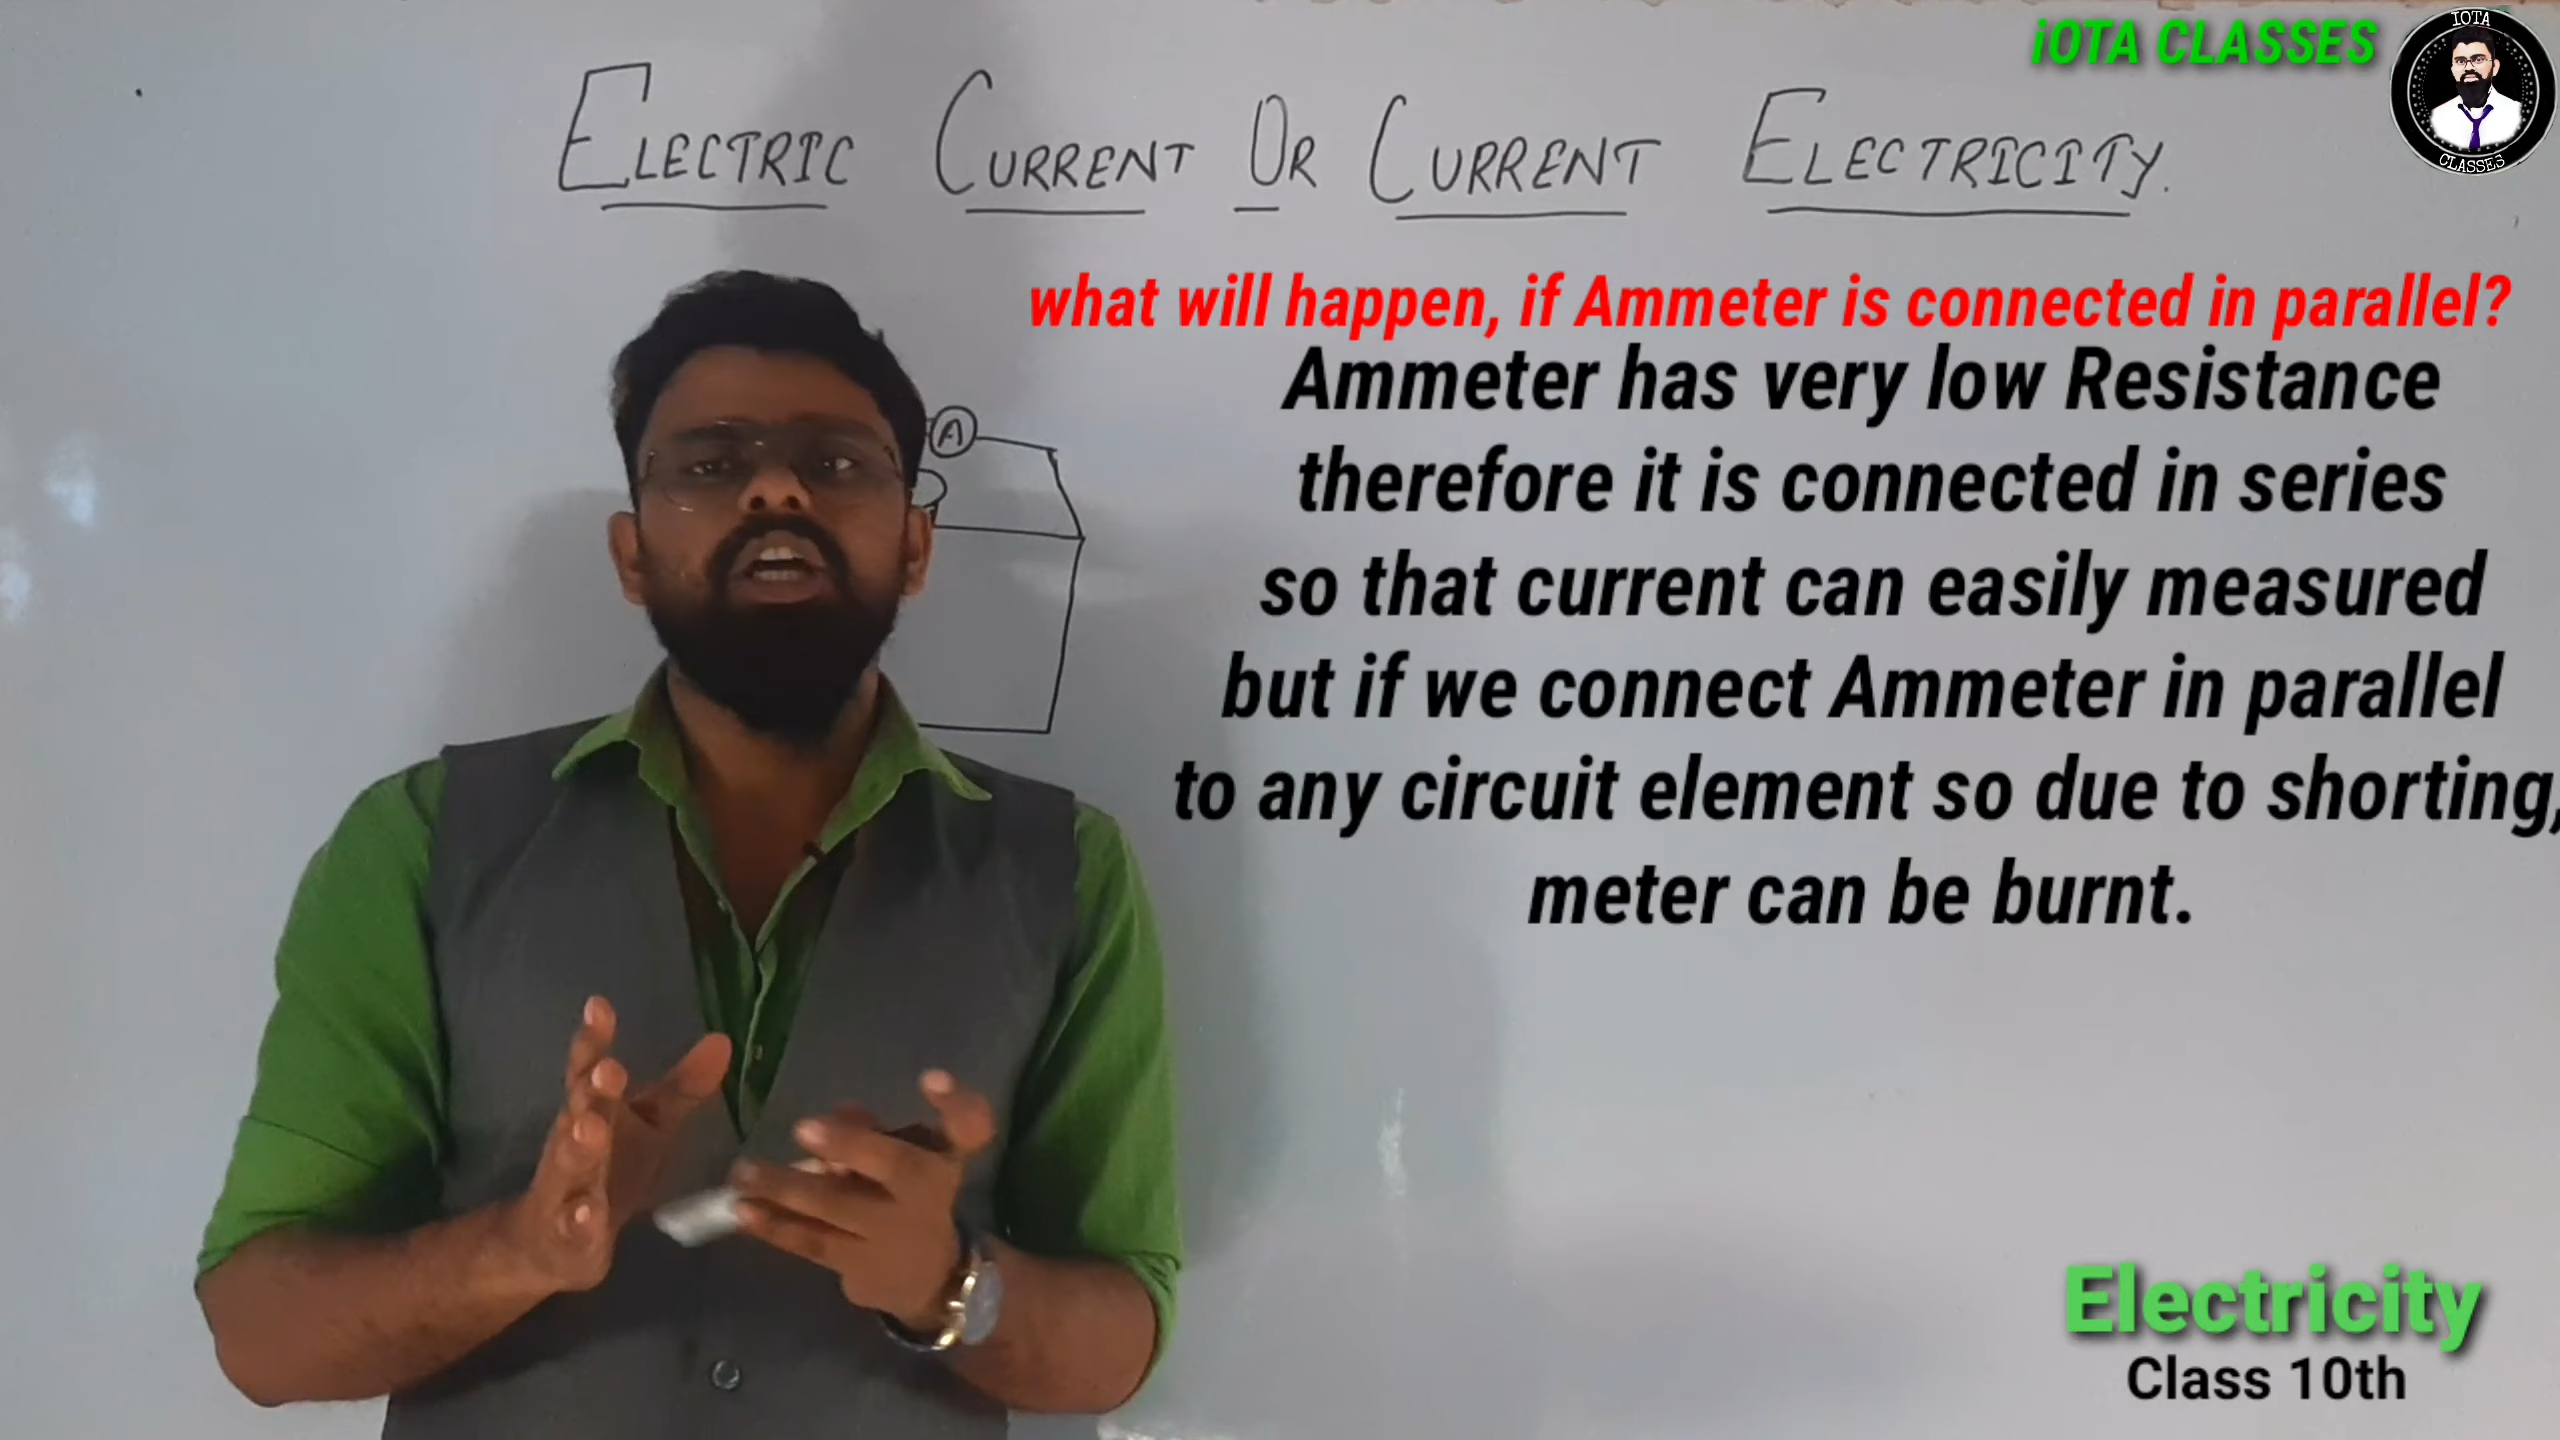 iOTA CLASSES
IOTA
CLASSES
ELECTRIC CURRENT OR CURRENT ELECTRICITY.
what will happen, if Ammeter is connected in parallel?
Ammeter has very low Resistance
therefore it is connected in series
so that current can easily measured
but if we connect Ammeter in parallel
to any circuit element so due to shorting,
meter can be burnt.
A
Electricity
Class 10th